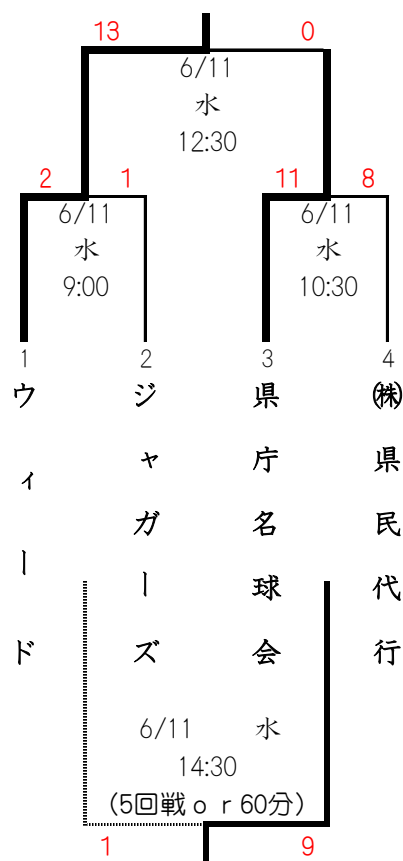 13 0
6/11
水
12:30
2 1 11 8
6/11 6/11
水 水
9:00 10:30
1 2 3 4
ウィード
ジャガーズ
県庁名球会
㈱県民代行
6/11 水
14:30
(5回戦or60分)
1 9